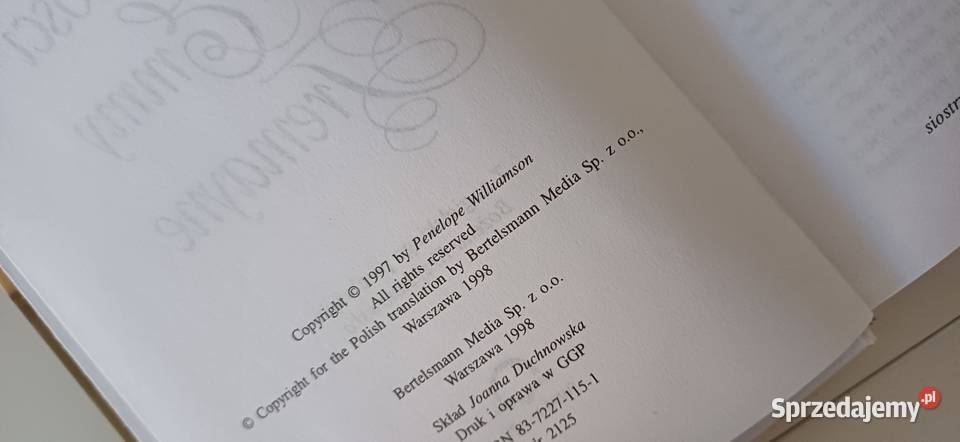 Copyright © 1997 by Penelope Williamson
All rights reserved
© Copyright for the Polish translation by Bertelsmann Media Sp. z o.o.,
Warszawa 1998
Bertelsmann Media Sp. z o.o.
Warszawa 1998
Skład Joanna Duchnowska
Druk i oprawa w GGP
N 83-7227-115-1
2125
siostr
Sprzedajemy.pl